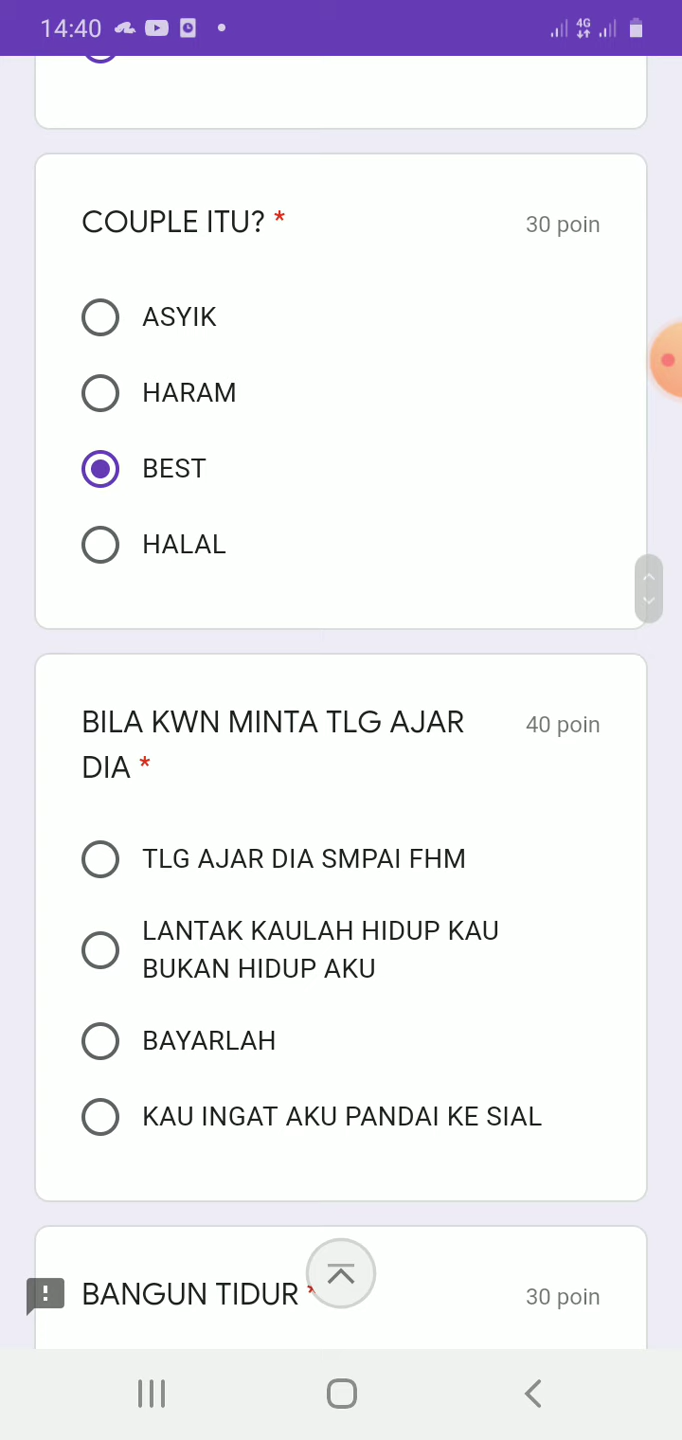 14:40
4G
COUPLE ITU? *
30 poin
ASYIK
HARAM
BEST
HALAL
BILA KWN MINTA TLG AJAR
DIA *
40 poin
TLG AJAR DIA SMPAI FHM
LANTAK KAULAH HIDUP KAU
BUKAN HIDUP AKU
BAYARLAH
KAU INGAT AKU PANDAI KE SIAL
BANGUN TIDUR *
30 poin